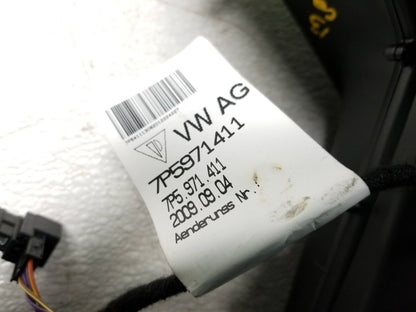 VW AG
7P5971411
7P5 971 411
2009.09.04
Aenderungs Nr.